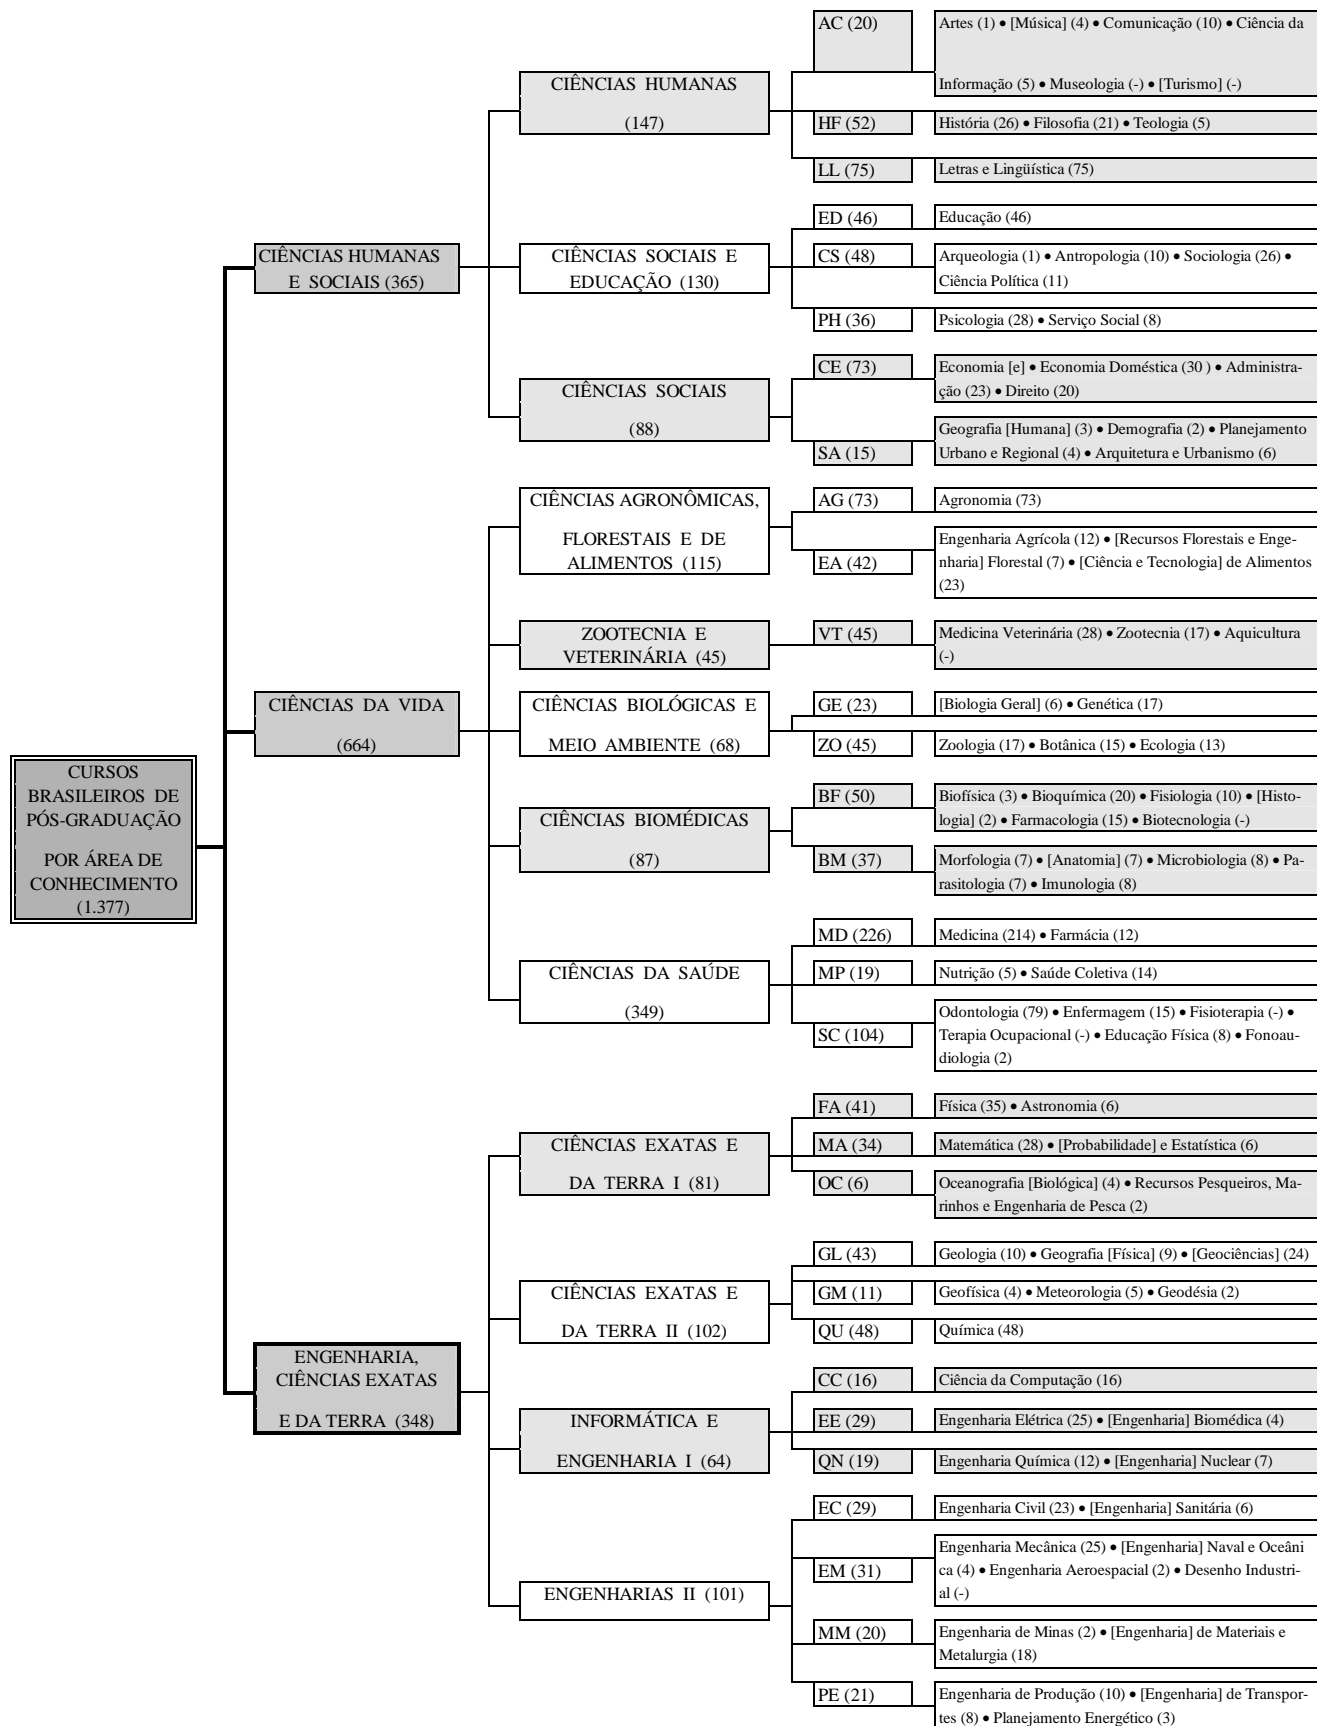 CURSOS
BRASILEIROS DE
PÓS-GRADUAÇÃO
POR ÁREA DE
CONHECIMENTO
(1.377)
CIÊNCIAS HUMANAS
E SOCIAIS (365)
CIÊNCIAS HUMANAS
(147)
AC (20)
Artes (1) • [Música] (4) • Comunicação (10) • Ciência da
Informação (5) • Museologia (-) • [Turismo] (-)
HF (52)
História (26) • Filosofia (21) • Teologia (5)
LL (75)
Letras e Lingüística (75)
CIÊNCIAS SOCIAIS E
EDUCAÇÃO (130)
ED (46)
Educação (46)
CS (48)
Arqueologia (1) • Antropologia (10) • Sociologia (26) •
Ciência Política (11)
PH (36)
Psicologia (28) • Serviço Social (8)
CIÊNCIAS SOCIAIS
(88)
CE (73)
Economia [e] • Economia Doméstica (30 ) • Administra-
ção (23) • Direito (20)
SA (15)
Geografia [Humana] (3) • Demografia (2) • Planejamento
Urbano e Regional (4) • Arquitetura e Urbanismo (6)
CIÊNCIAS DA VIDA
(664)
CIÊNCIAS AGRONÔMICAS,
FLORESTAIS E DE
ALIMENTOS (115)
AG (73)
Agronomia (73)
EA (42)
Engenharia Agrícola (12) • [Recursos Florestais e Enge-
nharia] Florestal (7) • [Ciência e Tecnologia] de Alimentos
(23)
ZOOTECNIA E
VETERINÁRIA (45)
VT (45)
Medicina Veterinária (28) • Zootecnia (17) • Aquicultura
(-)
CIÊNCIAS BIOLÓGICAS E
MEIO AMBIENTE (68)
GE (23)
[Biologia Geral] (6) • Genética (17)
ZO (45)
Zoologia (17) • Botânica (15) • Ecologia (13)
CIÊNCIAS BIOMÉDICAS
(87)
BF (50)
Biofísica (3) • Bioquímica (20) • Fisiologia (10) • [Histo-
logia] (2) • Farmacologia (15) • Biotecnologia (-)
BM (37)
Morfologia (7) • [Anatomia] (7) • Microbiologia (8) • Pa-
rasitologia (7) • Imunologia (8)
CIÊNCIAS DA SAÚDE
(349)
MD (226)
Medicina (214) • Farmácia (12)
MP (19)
Nutrição (5) • Saúde Coletiva (14)
SC (104)
Odontologia (79) • Enfermagem (15) • Fisioterapia (-) •
Terapia Ocupacional (-) • Educação Física (8) • Fonoau-
diologia (2)
ENGENHARIA,
CIÊNCIAS EXATAS
E DA TERRA (348)
CIÊNCIAS EXATAS E
DA TERRA I (81)
FA (41)
Física (35) • Astronomia (6)
MA (34)
Matemática (28) • [Probabilidade] e Estatística (6)
OC (6)
Oceanografia [Biológica] (4) • Recursos Pesqueiros, Ma-
rinhos e Engenharia de Pesca (2)
CIÊNCIAS EXATAS E
DA TERRA II (102)
GL (43)
Geologia (10) • Geografia [Física] (9) • [Geociências] (24)
GM (11)
Geofísica (4) • Meteorologia (5) • Geodésia (2)
QU (48)
Química (48)
INFORMÁTICA E
ENGENHARIA I (64)
CC (16)
Ciência da Computação (16)
EE (29)
Engenharia Elétrica (25) • [Engenharia] Biomédica (4)
QN (19)
Engenharia Química (12) • [Engenharia] Nuclear (7)
ENGENHARIAS II (101)
EC (29)
Engenharia Civil (23) • [Engenharia] Sanitária (6)
EM (31)
Engenharia Mecânica (25) • [Engenharia] Naval e Oceâni
ca (4) • Engenharia Aeroespacial (2) • Desenho Industri-
al (-)
MM (20)
Engenharia de Minas (2) • [Engenharia] de Materiais e
Metalurgia (18)
PE (21)
Engenharia de Produção (10) • [Engenharia] de Transpor-
tes (8) • Planejamento Energético (3)